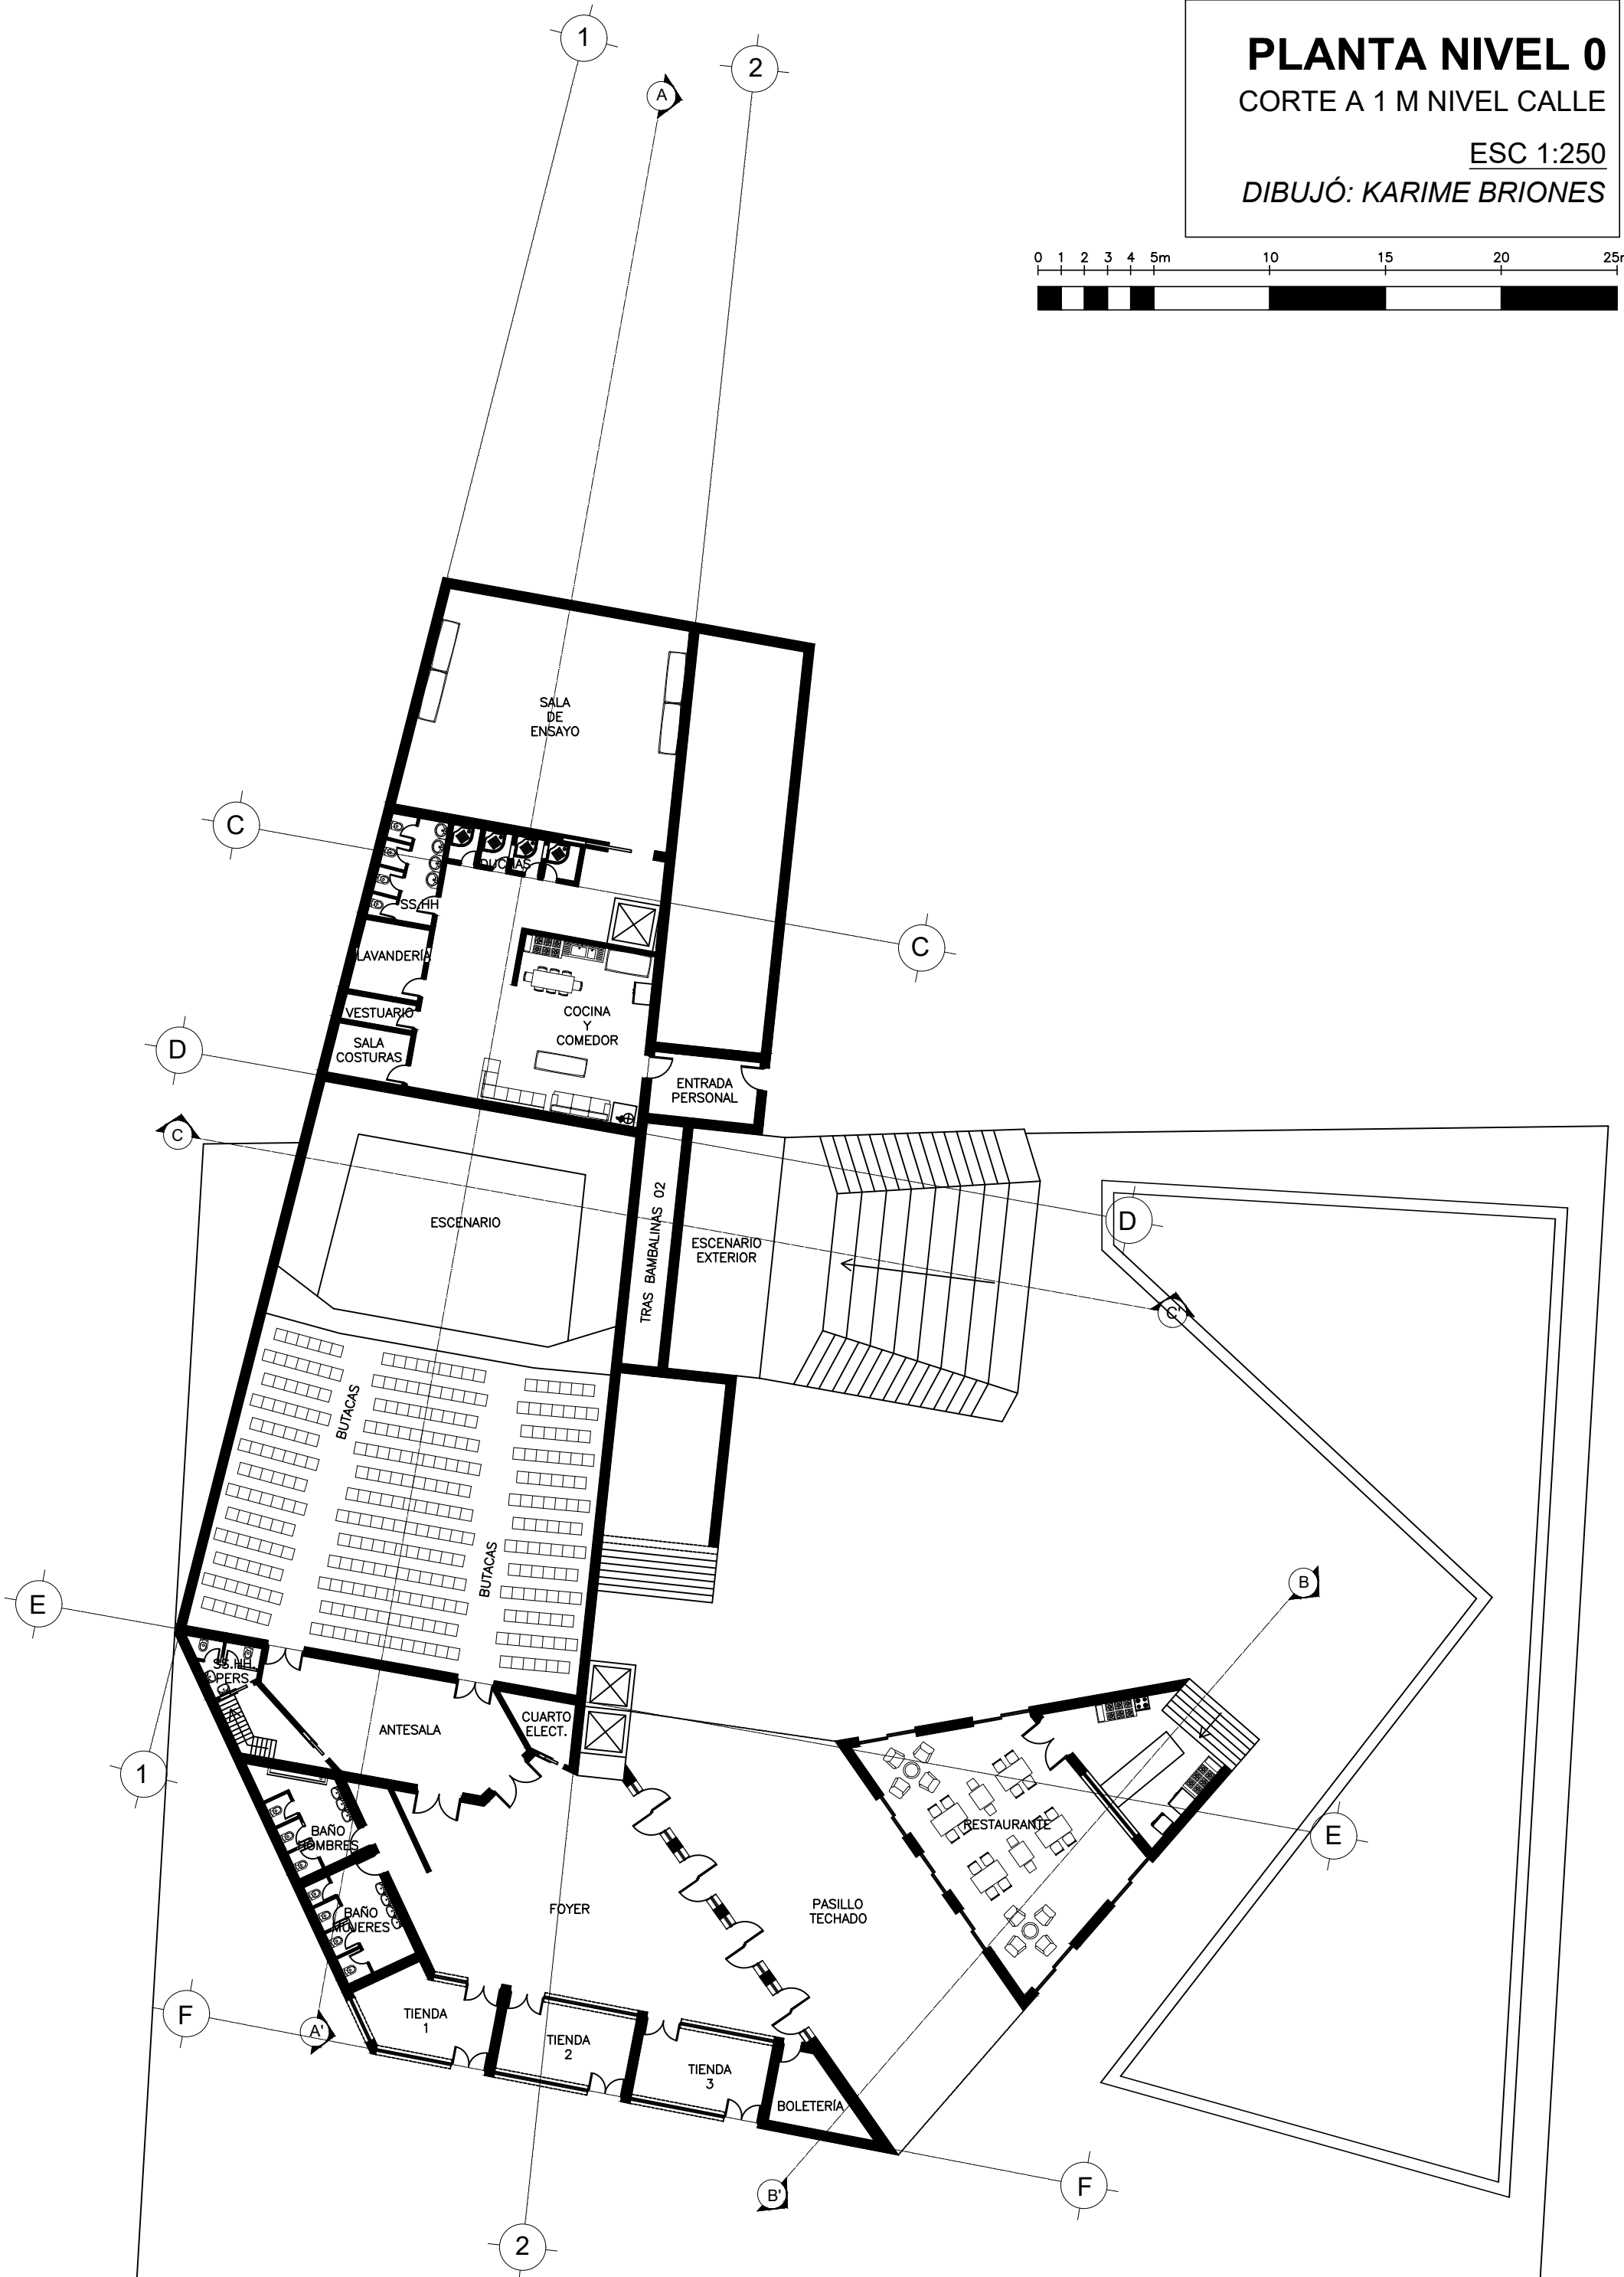 1
2
A
PLANTA NIVEL 0
CORTE A 1 M NIVEL CALLE
ESC 1:250
DIBUJÓ: KARIME BRIONES
0 1 2 3 4 5m 10 15 20 25m
SALA
DE
ENSAYO
C
DUCHAS
SS.HH
C
LAVANDERÍA
VESTUARIO
COCINA
Y
COMEDOR
D
SALA
COSTURAS
ENTRADA
PERSONAL
C
ESCENARIO
TRAS BAMBALINAS 02
ESCENARIO
EXTERIOR
D
C'
BUTACAS
BUTACAS
E
B
SS.HH.
PERS.
ANTESALA
CUARTO
ELECT.
1
BAÑO
HOMBRES
RESTAURANTE
E
BAÑO
MUJERES
FOYER
PASILLO
TECHADO
F
A'
TIENDA
1
TIENDA
2
TIENDA
3
BOLETERÍA
F
B'
2